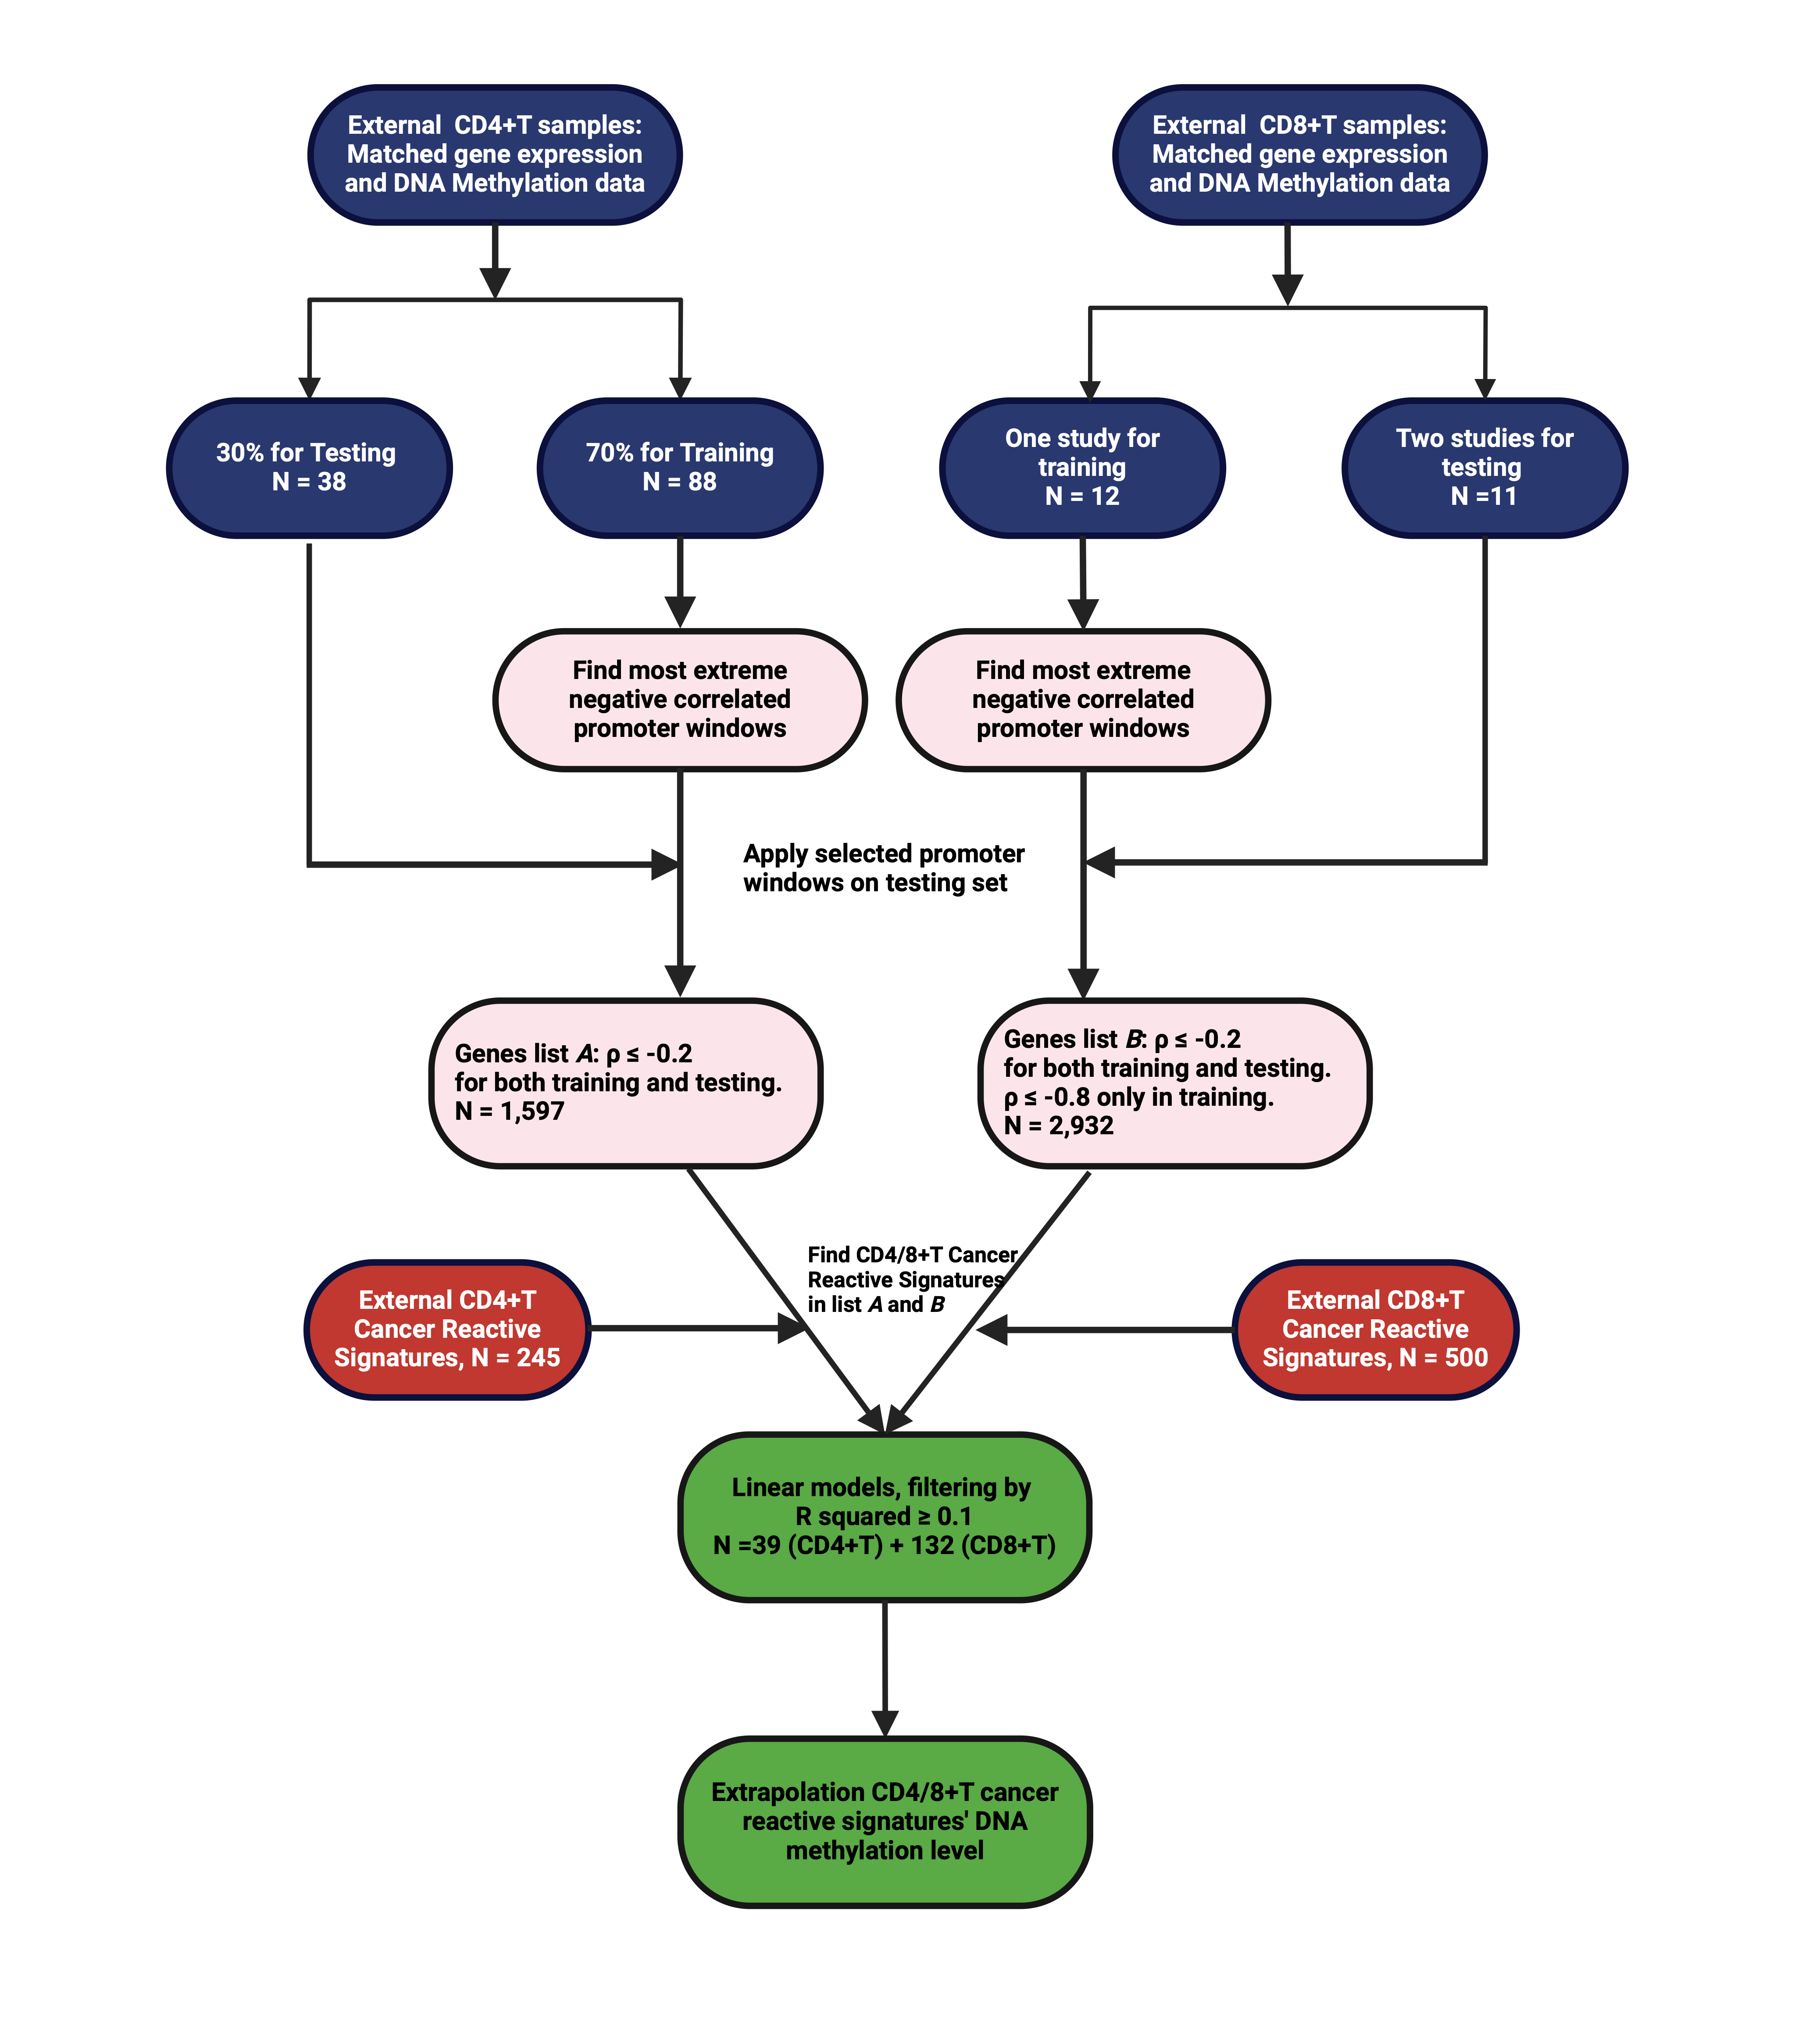 External  CD4+T samples:
Matched gene expression
and DNA Methylation data
External  CD8+T samples:
Matched gene expression
and DNA Methylation data
30% for Testing
N = 38
70% for Training
N = 88
One study for
training
N = 12
Two studies for
testing
N =11
Find most extreme
negative correlated
promoter windows
Find most extreme
negative correlated
promoter windows
Apply selected promoter
windows on testing set
Genes list A: ρ ≤ -0.2
for both training and testing.
N = 1,597
Genes list B: ρ ≤ -0.2
for both training and testing.
ρ ≤ -0.8 only in training.
N = 2,932
Find CD4/8+T Cancer
Reactive Signatures
in list A and B
External CD4+T
Cancer Reactive
Signatures, N = 245
External CD8+T
Cancer Reactive
Signatures, N = 500
Linear models, filtering by
R squared ≥ 0.1
N =39 (CD4+T) + 132 (CD8+T)
Extrapolation CD4/8+T cancer
reactive signatures' DNA
methylation level